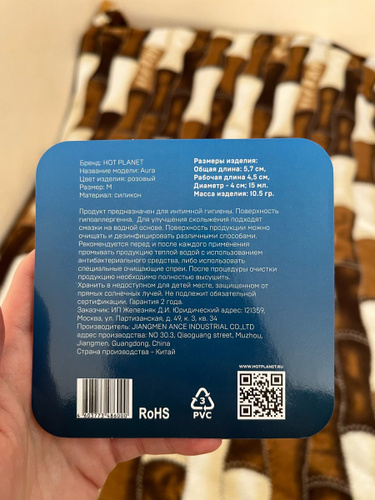 Бренд: HOT PLANET
Название модели: Aura
Цвет изделия: розовый
Размер: M
Материал: силикон
Размеры изделия:
Общая длина: 5,7 см,
Рабочая длина 4,5 см,
Диаметр - 4 см; 15 мл.
Масса изделия: 10.5 гр.
Продукт предназначен для интимной гигиены. Поверхность
гипоаллергенна. Для улучшения скольжения подходят
смазки на водной основе. Поверхность продукции можно
очищать и дезинфицировать различными способами.
Рекомендуется перед и после каждого применения
промывать продукцию теплой водой с использованием
антибактериального средства, либо использовать
специальные очищающие спреи. После процедуры очистки
продукцию необходимо полностью высушить.
Хранить в недоступном для детей месте, защищенном от
прямых солнечных лучей. Не подлежит обязательной
сертификации. Гарантия 2 года.
Заказчик: ИП Железняк Д.И. Юридический адрес: 121359,
Москва, ул. Партизанская, д. 49, к. 3, кв. 34
Производитель: JIANGMEN ANCE INDUSTRIAL CO.,LTD
адрес производства: NO 30.3, Qiaoguang street, Muzhou,
Jiangmen, Guangdong, China
Страна производства - Китай
WWW.HOTPLANET.RU
RoHS
3
PVC